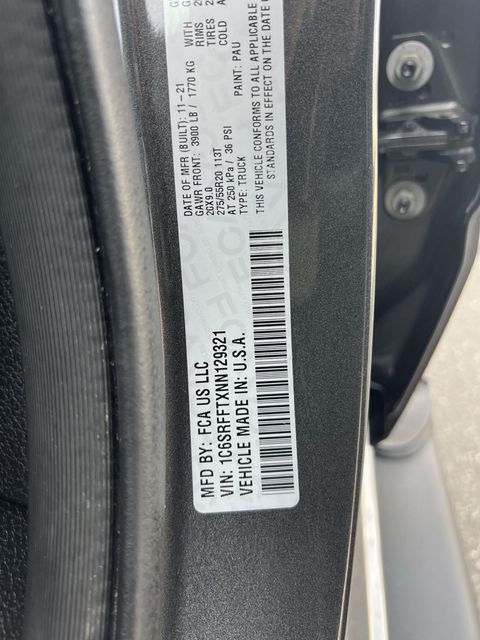 MFD BY: FCA US LLC
VIN: 1C6SRFFTXNN129321
VEHICLE MADE IN: U.S.A.
DATE OF MFR (BUILT): 11-21
GAWR FRONT: 3900 LB / 1770 KG WITH
20X9.0 RIMS
275/55R20 113T TIRES
AT 250 kPa / 36 PSI COLD
TYPE: TRUCK PAINT: PAU
THIS VEHICLE CONFORMS TO ALL APPLICABLE
STANDARDS IN EFFECT ON THE DATE